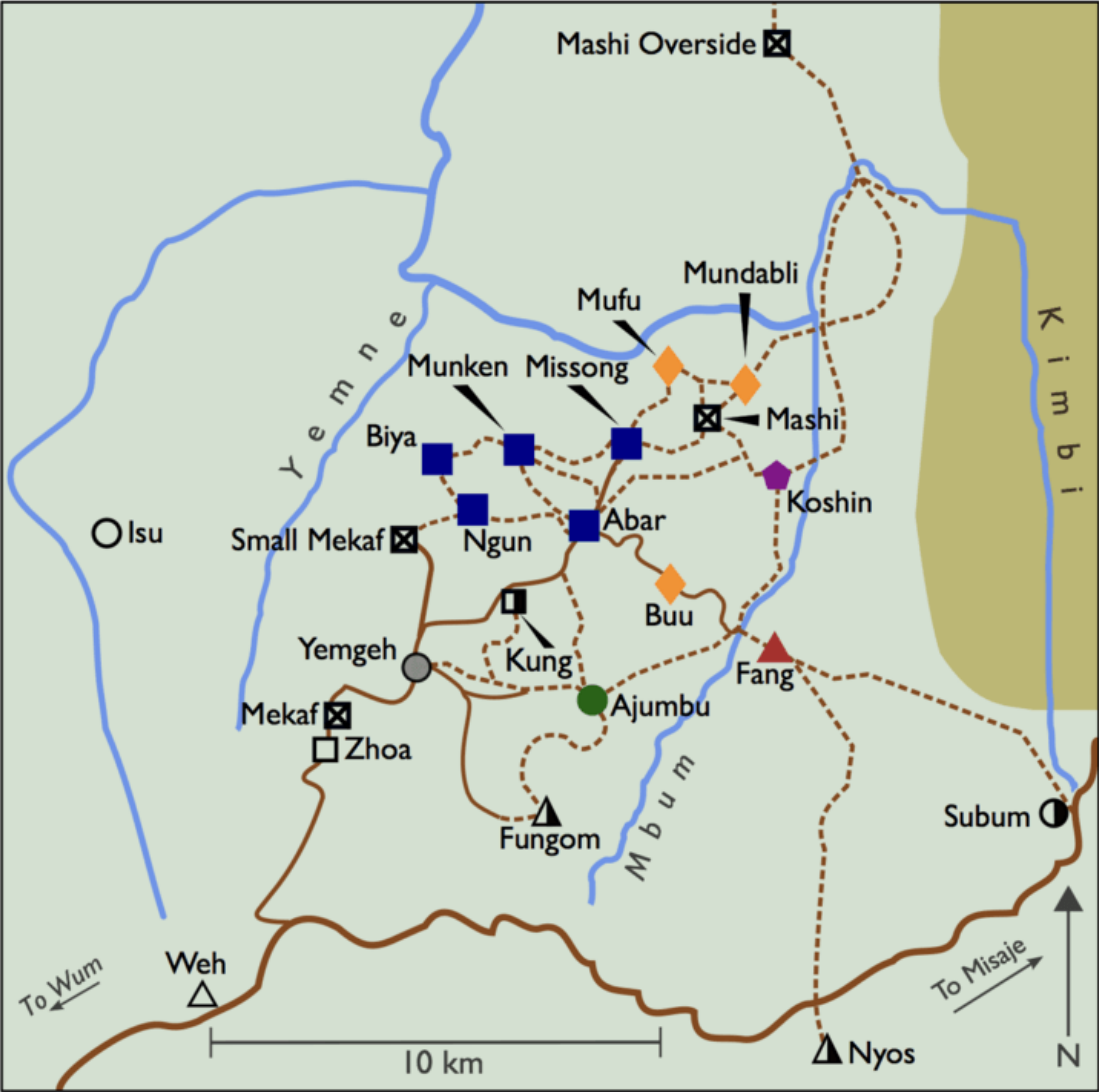 Mashi Overside
Mundabli
Mufu
Munken
Missong
Mashi
Biya
Koshin
Isu
Small Mekaf
Ngun
Abar
Buu
Yemgeh
Kung
Fang
Mekaf
Ajumbu
Zhoa
Subum
Fungom
Yemne
Kimbi
Mbum
Weh
To Wum
To Misaje
10 km
Nyos
N